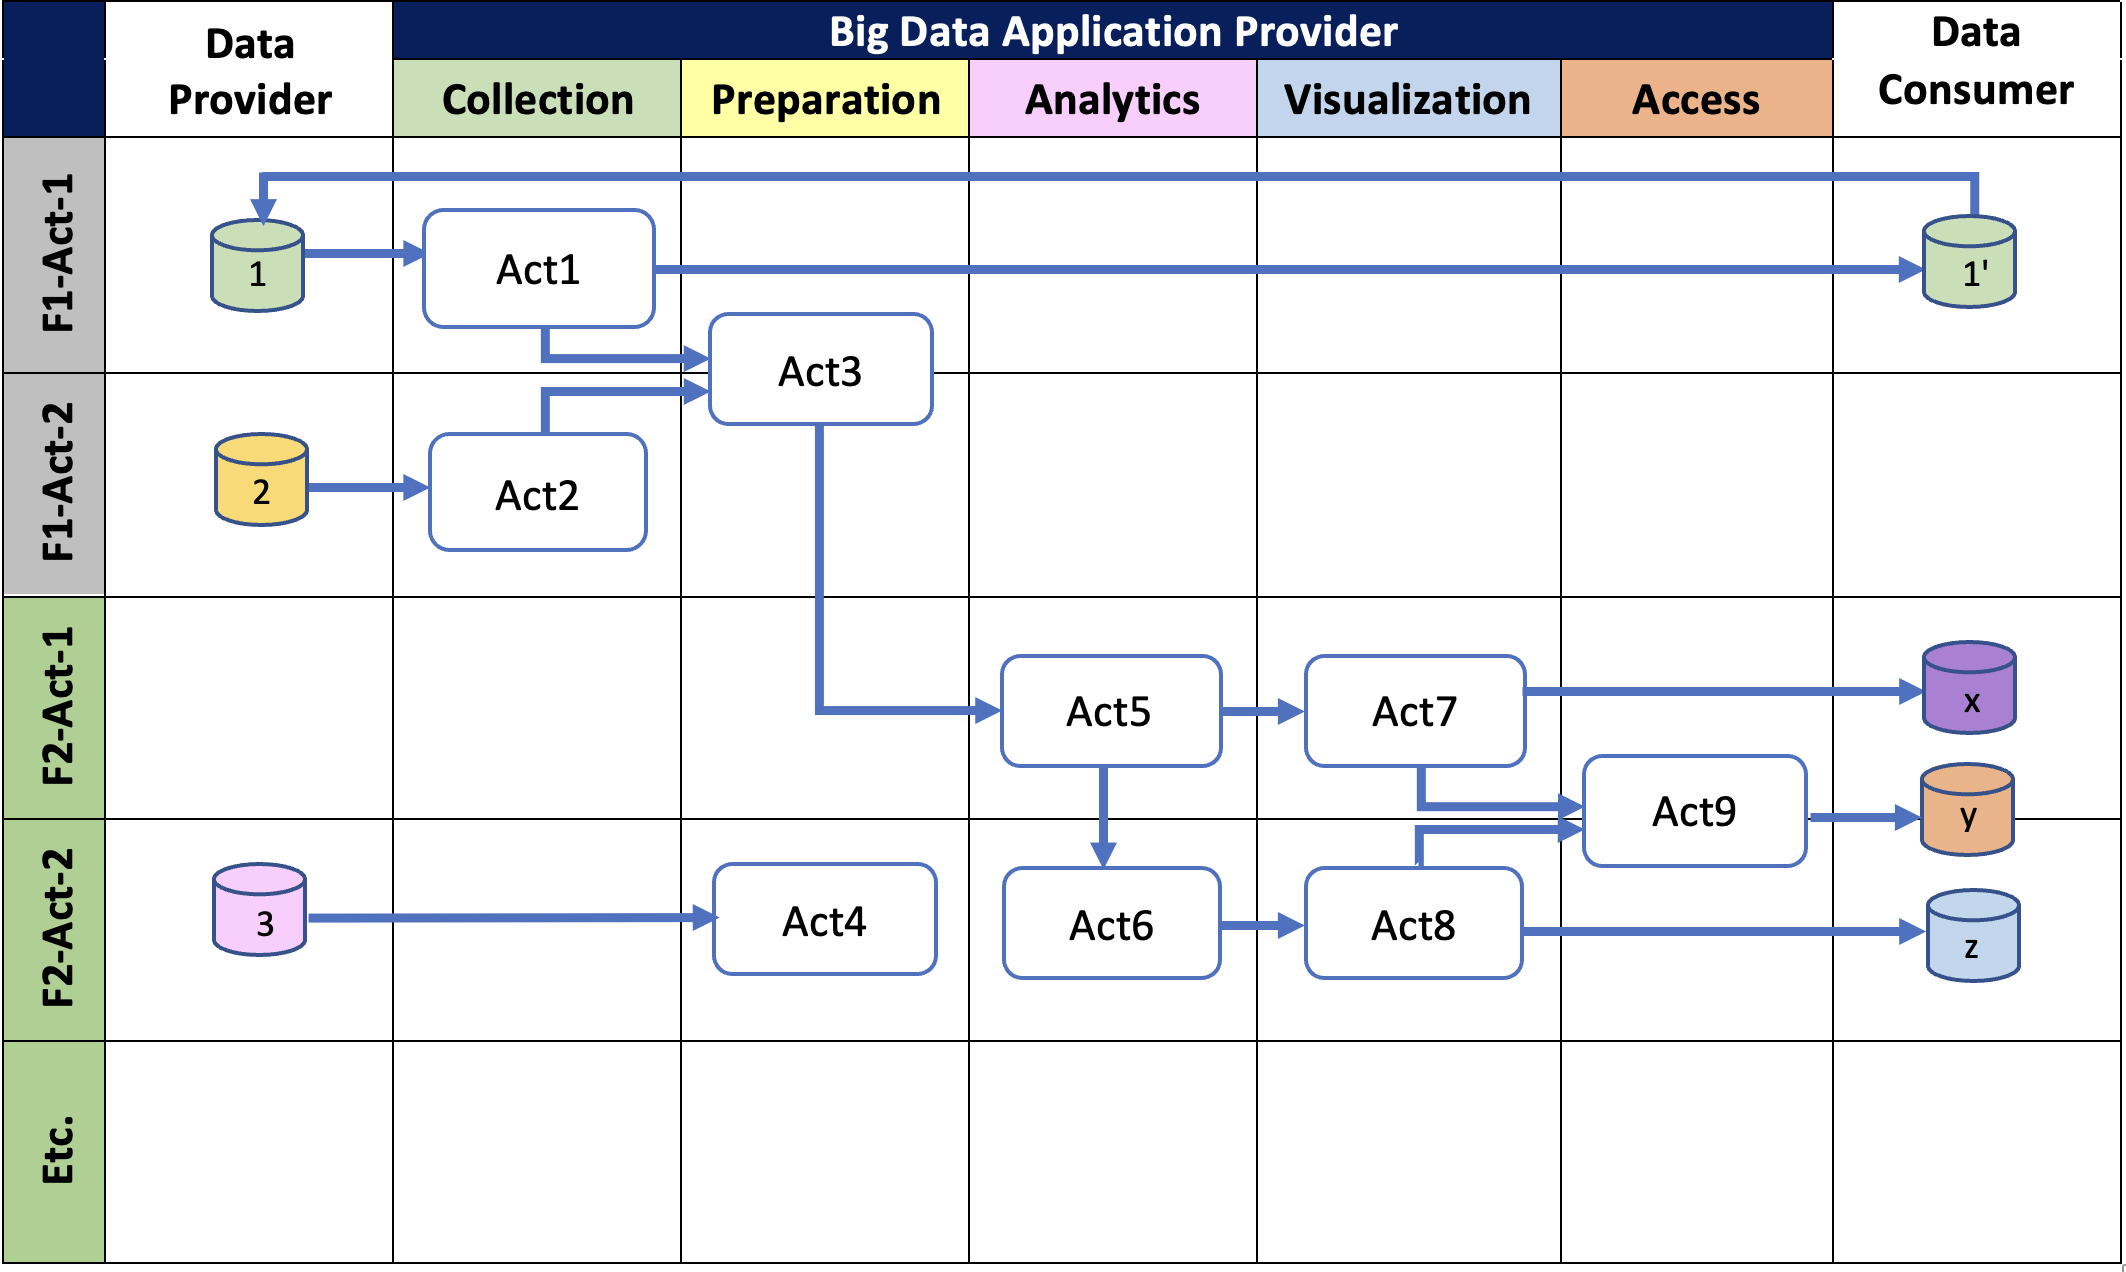 Data
Provider
Big Data Application Provider
Data
Consumer
Collection
Preparation
Analytics
Visualization
Access
F1-Act-1
1
Act1
1'
Act3
F1-Act-2
2
Act2
F2-Act-1
Act5
Act7
x
Act9
y
F2-Act-2
3
Act4
Act6
Act8
z
Etc.